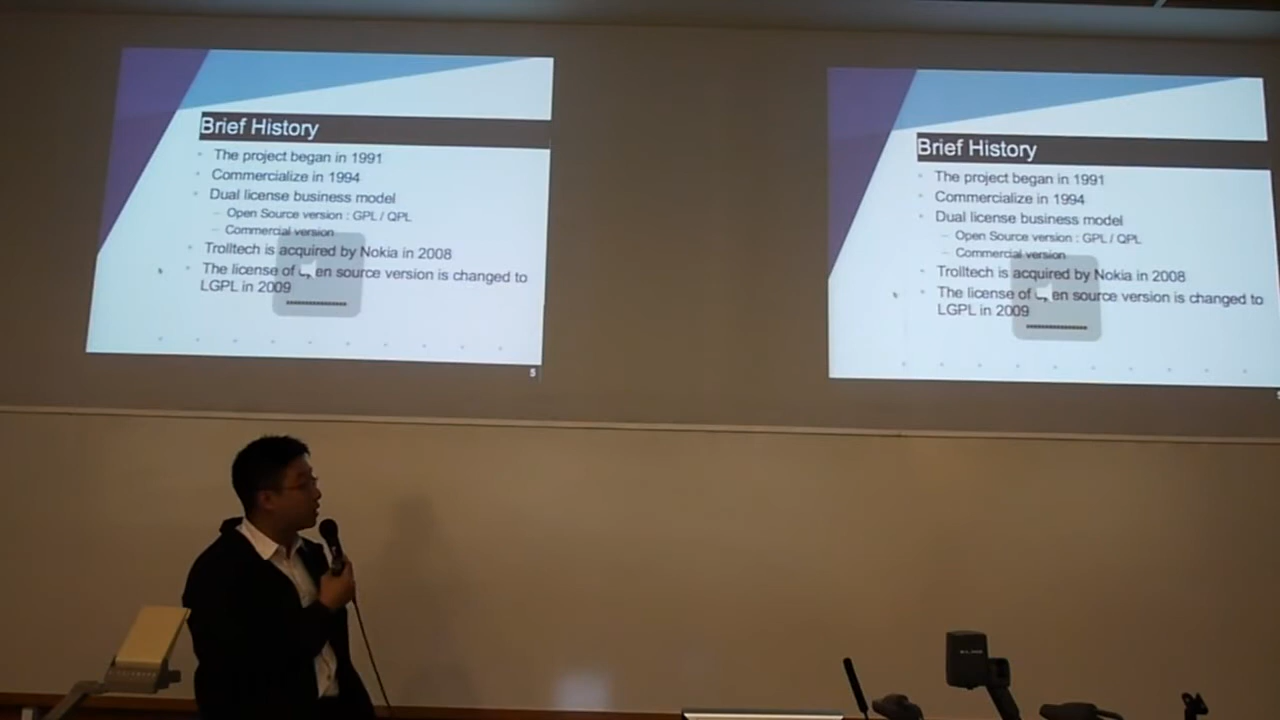 Brief History
The project began in 1991
Commercialize in 1994
Dual license business model
Open Source version : GPL / QPL
Commercial version
Trolltech is acquired by Nokia in 2008
The license of en source version is changed to
LGPL in 2009
5
Brief History
The project began in 1991
Commercialize in 1994
Dual license business model
Open Source version : GPL / QPL
Commercial version
Trolltech is acquired by Nokia in 2008
The license of en source version is changed to
LGPL in 2009